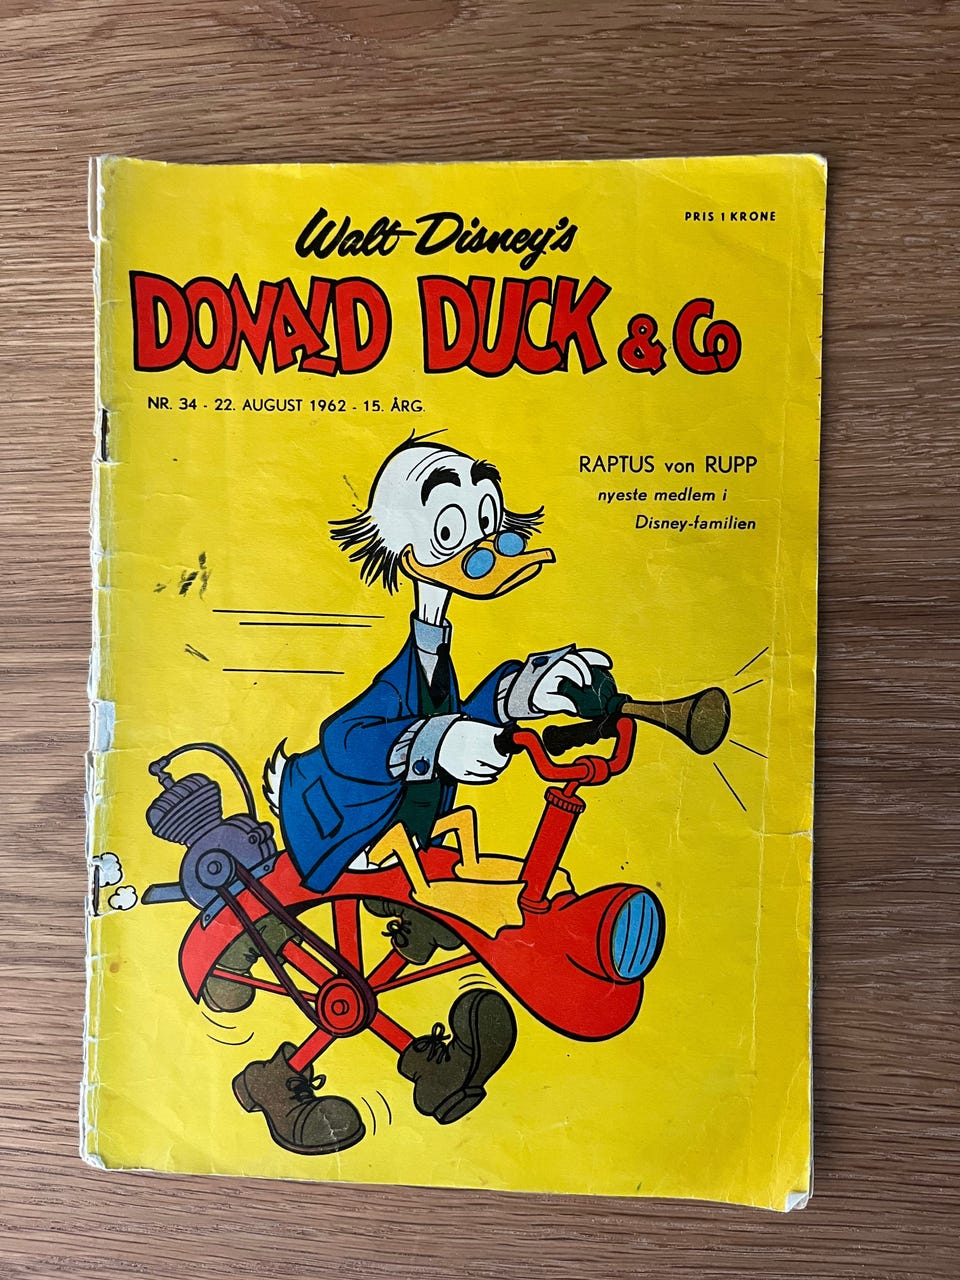 PRIS 1 KRONE
Walt Disney's
DONALD DUCK & Co
NR. 34 - 22. AUGUST 1962 - 15. ÅRG.
RAPTUS von RUPP
nyeste medlem i
Disney-familien